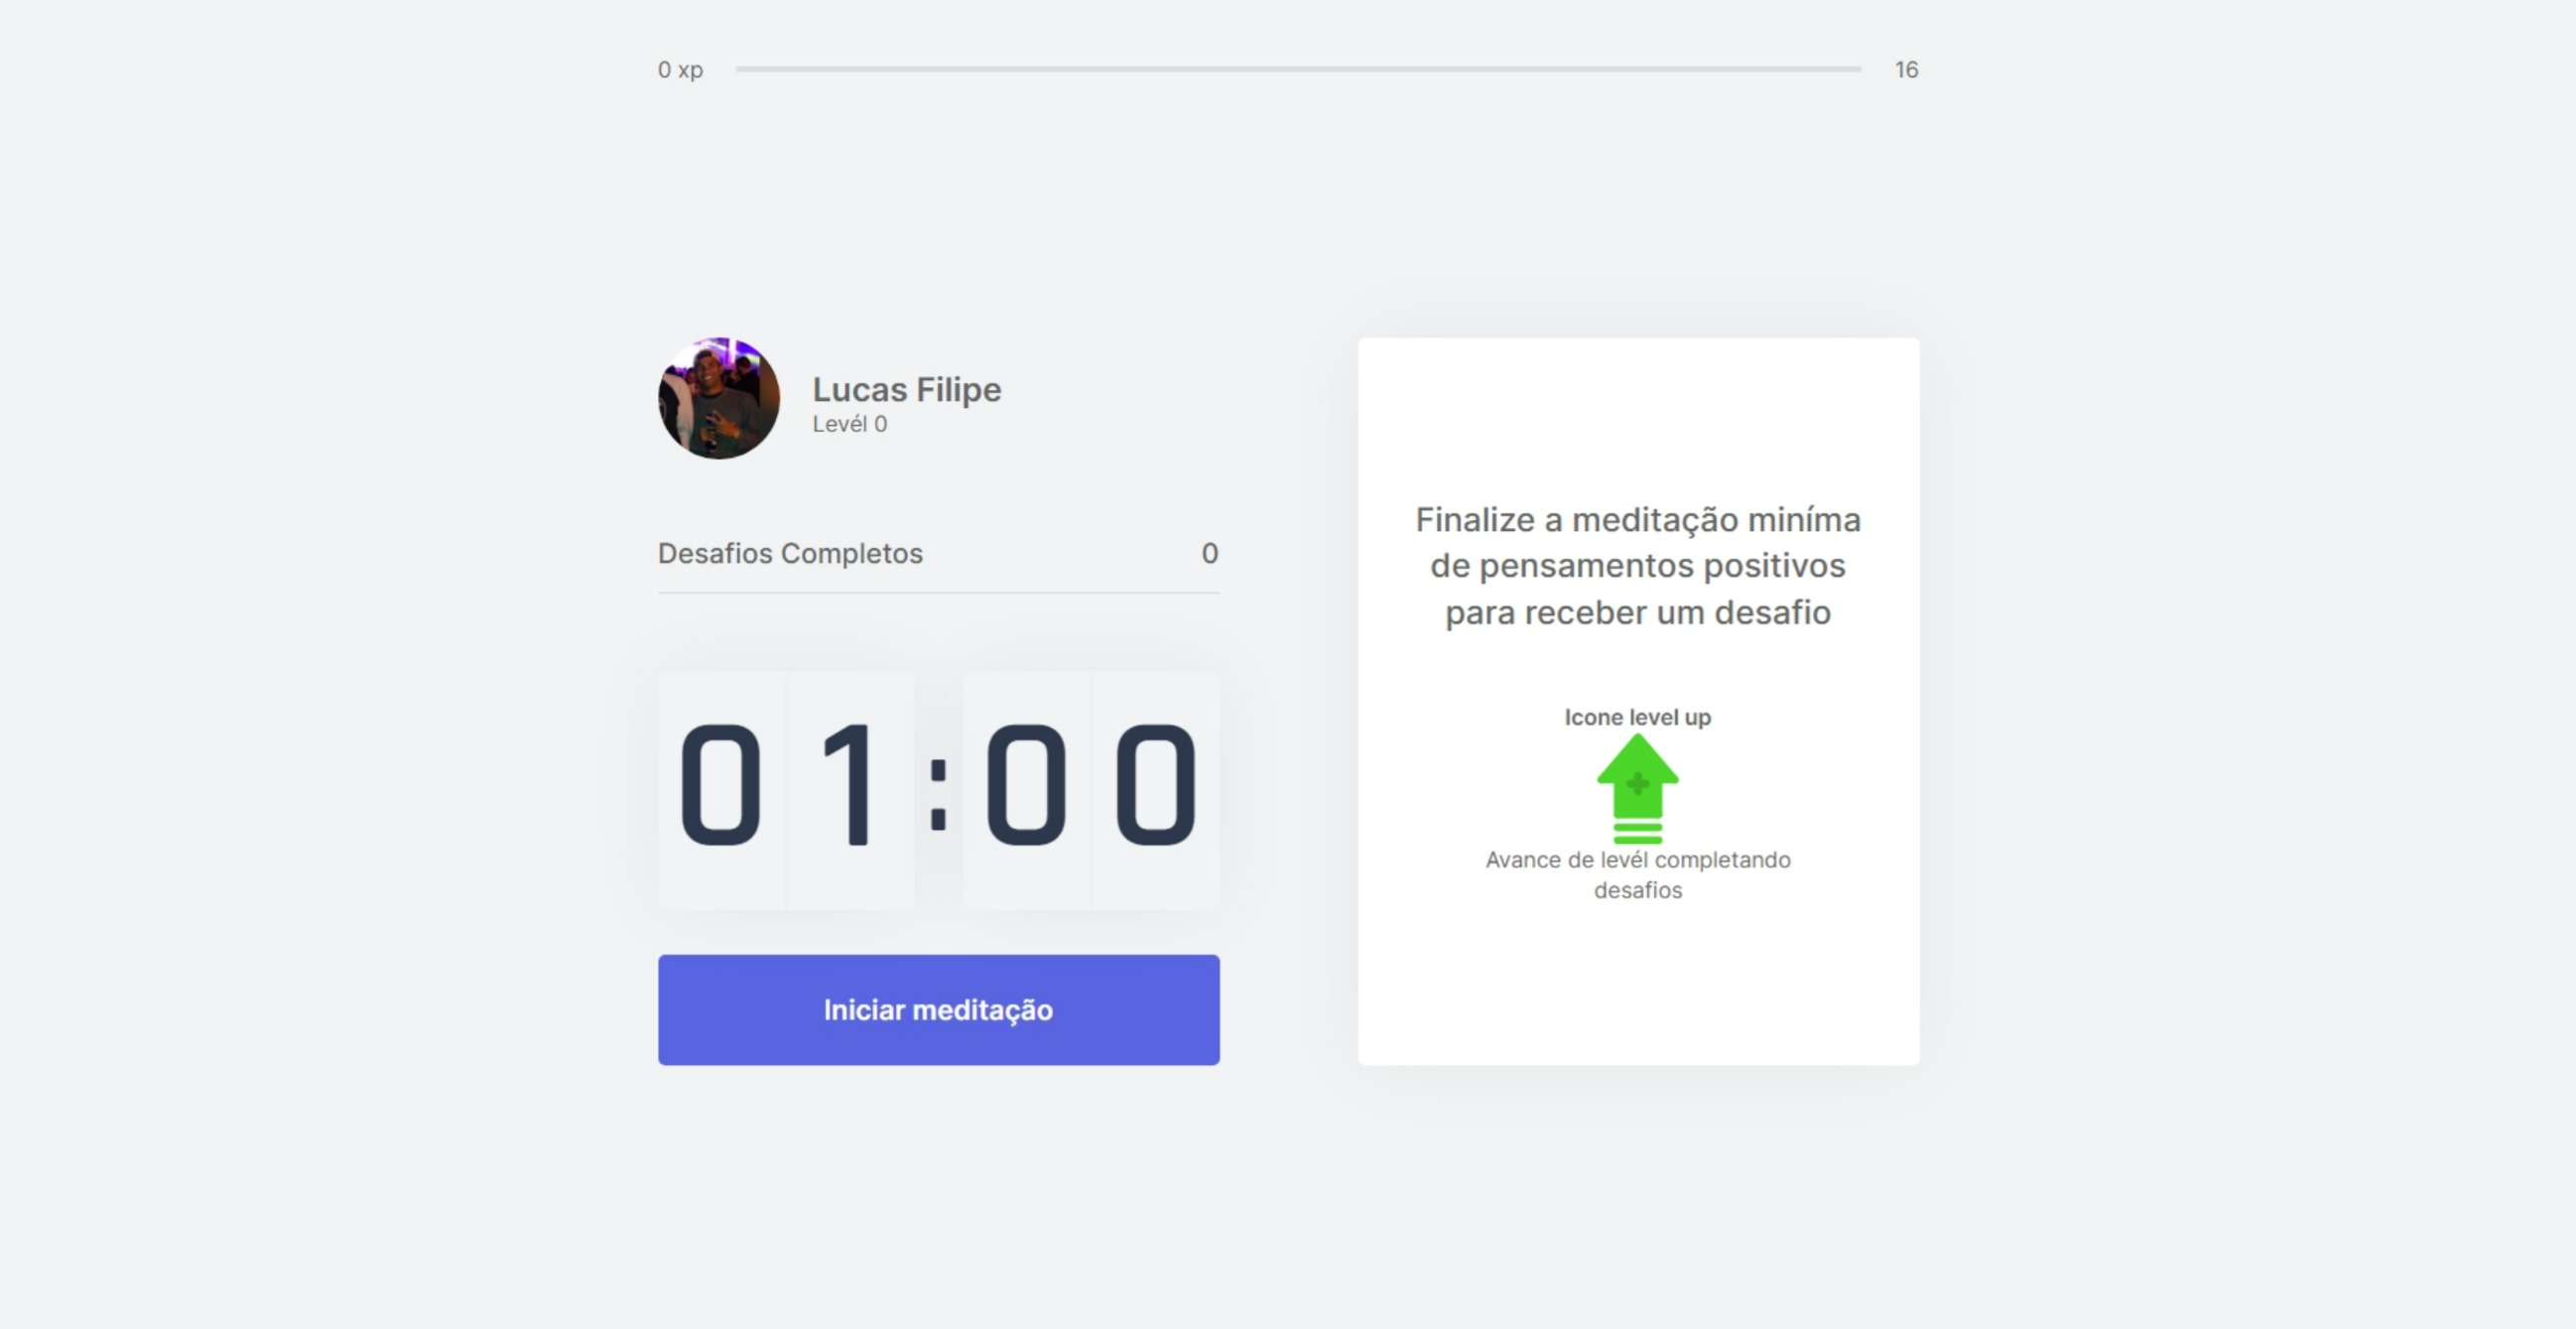 0 xp 16
Lucas Filipe
Levél 0
Desafios Completos 0
01:00
Iniciar meditação
Finalize a meditação miníma
de pensamentos positivos
para receber um desafio
Icone level up
Avance de levél completando
desafios